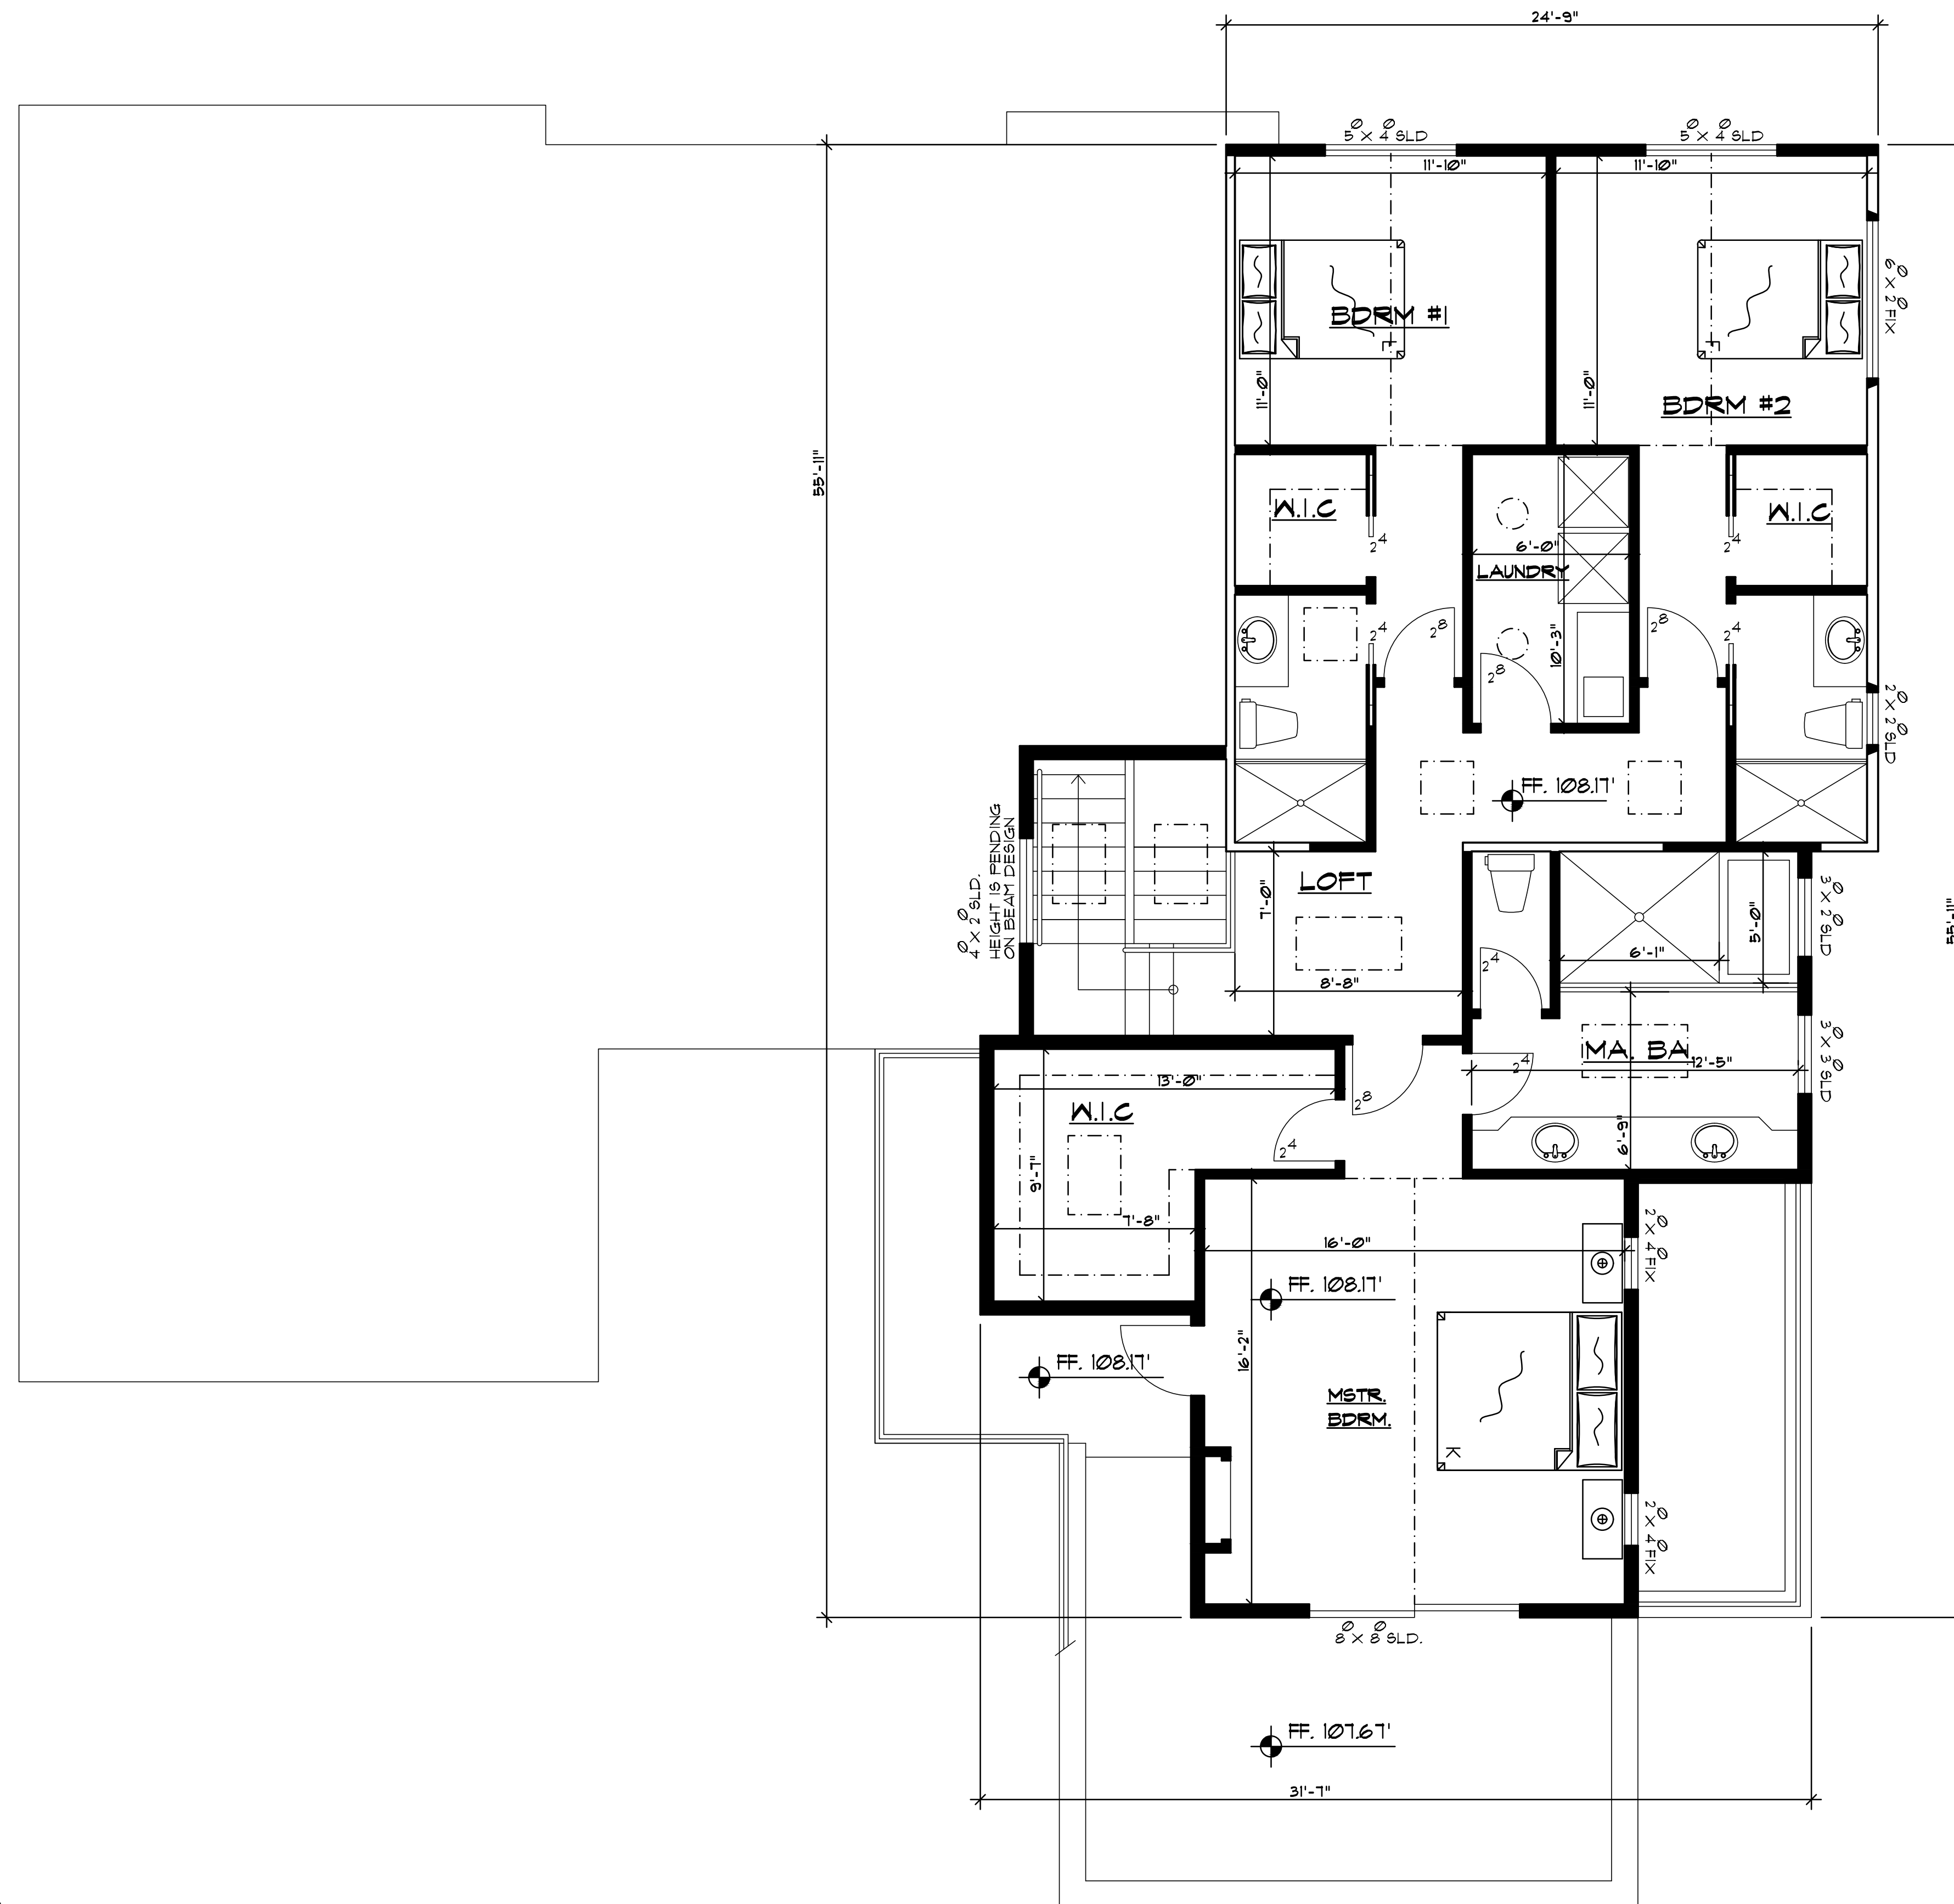 24'-9"
5⁰ X 4⁰ SLD
5⁰ X 4⁰ SLD
11'-10"
11'-10"
6⁰ X 2⁰ FIX
BDRM #1
BDRM #2
11'-0"
11'-0"
55'-11"
W.I.C
W.I.C
2⁴
6'-0"
2⁴
LAUNDRY
2⁴
2⁸
10'-3"
2⁸
2⁴
2⁸
2⁰ X 2⁰ SLD
FF. 108.17'
4⁰ X 2⁰ SLD.
HEIGHT IS PENDING
ON BEAM DESIGN
LOFT
7'-0"
3⁰ X 2⁰ SLD
55'-11"
5'-0"
6'-1"
2⁴
8'-8"
3⁰ X 3⁰ SLD
MA. BA.
12'-5"
2⁴
13'-0"
2⁸
W.I.C
6'-9"
2⁴
9'-7"
7'-8"
16'-0"
2⁰ X 4⁰ FIX
FF. 108.17'
16'-2"
FF. 108.17'
MSTR.
BDRM.
K
2⁰ X 4⁰ FIX
8⁰ X 8⁰ SLD.
FF. 107.67'
31'-7"